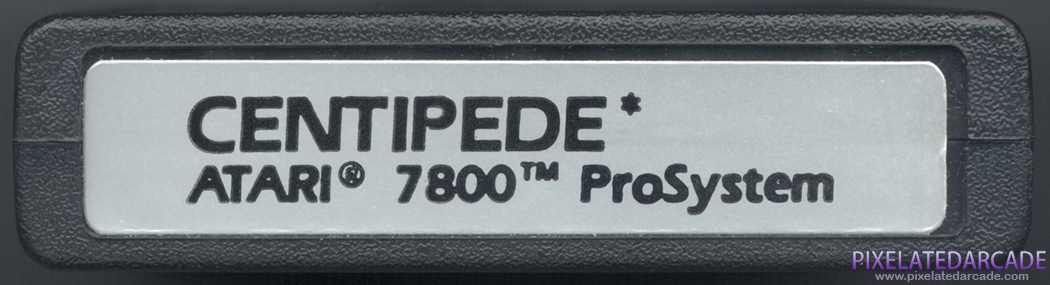 CENTIPEDE*
ATARI® 7800™ ProSystem
PIXELATEDARCADE
www.pixelatedarcade.com